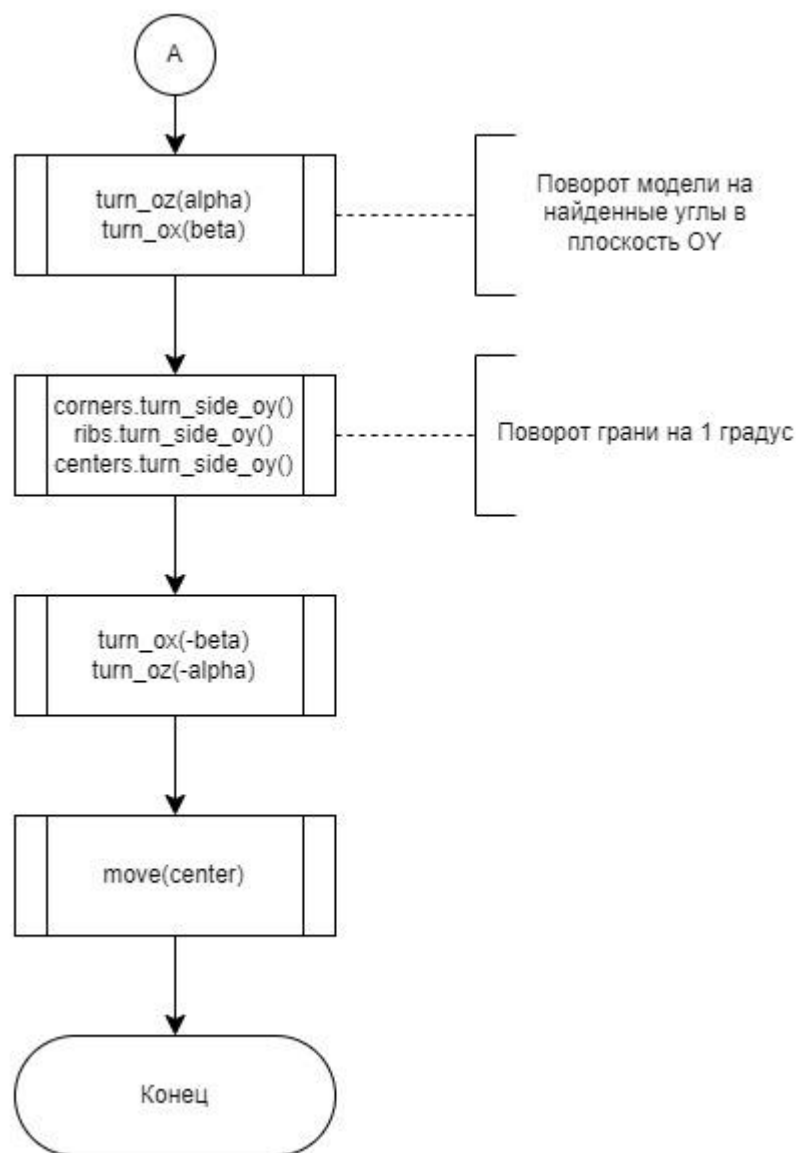 A
turn_oz(alpha)
turn_ox(beta)
Поворот модели на
найденные углы в
плоскость OY
corners.turn_side_oy()
ribs.turn_side_oy()
centers.turn_side_oy()
Поворот грани на 1 градус
turn_ox(-beta)
turn_oz(-alpha)
move(center)
Конец